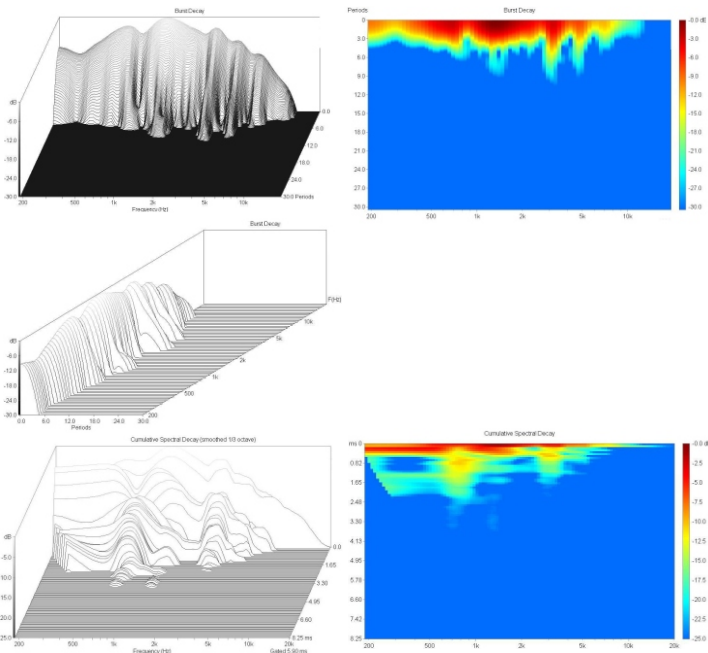 Burst Decay
dB
-6.0
-12.0
-18.0
-24.0
-30.0
200
500
1k
2k
5k
10k
Frequency (Hz)
0.0
6.0
12.0
18.0
24.0
30.0 Periods
Periods
Burst Decay
0
3.0
6.0
9.0
12.0
15.0
18.0
21.0
24.0
27.0
30.0
200
500
1k
2k
5k
10k
-3.0
-6.0
-9.0
-12.0
-15.0
-18.0
-21.0
-24.0
-27.0
-30.0
Burst Decay
dB
-6.0
-12.0
-18.0
-24.0
-30.0
0.0
6.0
12.0
18.0
24.0
30.0
Periods
200
500
1k
2k
5k
10k
F(Hz)
Cumulative Spectral Decay (smoothed 1/3 octave)
dB
-5.0
10.0
15.0
20.0
25.0
200
500
1k
2k
5k
10k
20k
Frequency (Hz)
Gated 5.90 ms
0.0
1.65
3.30
4.95
6.60
8.25 ms
Cumulative Spectral Decay
ms 0
1.65
2.48
3.30
4.13
4.95
5.78
6.60
7.42
8.25
200
500
1k
2k
5k
10k
20k
-2.5
-5.0
-7.5
-10.0
-12.5
-15.0
-17.5
-20.0
-22.5
-25.0